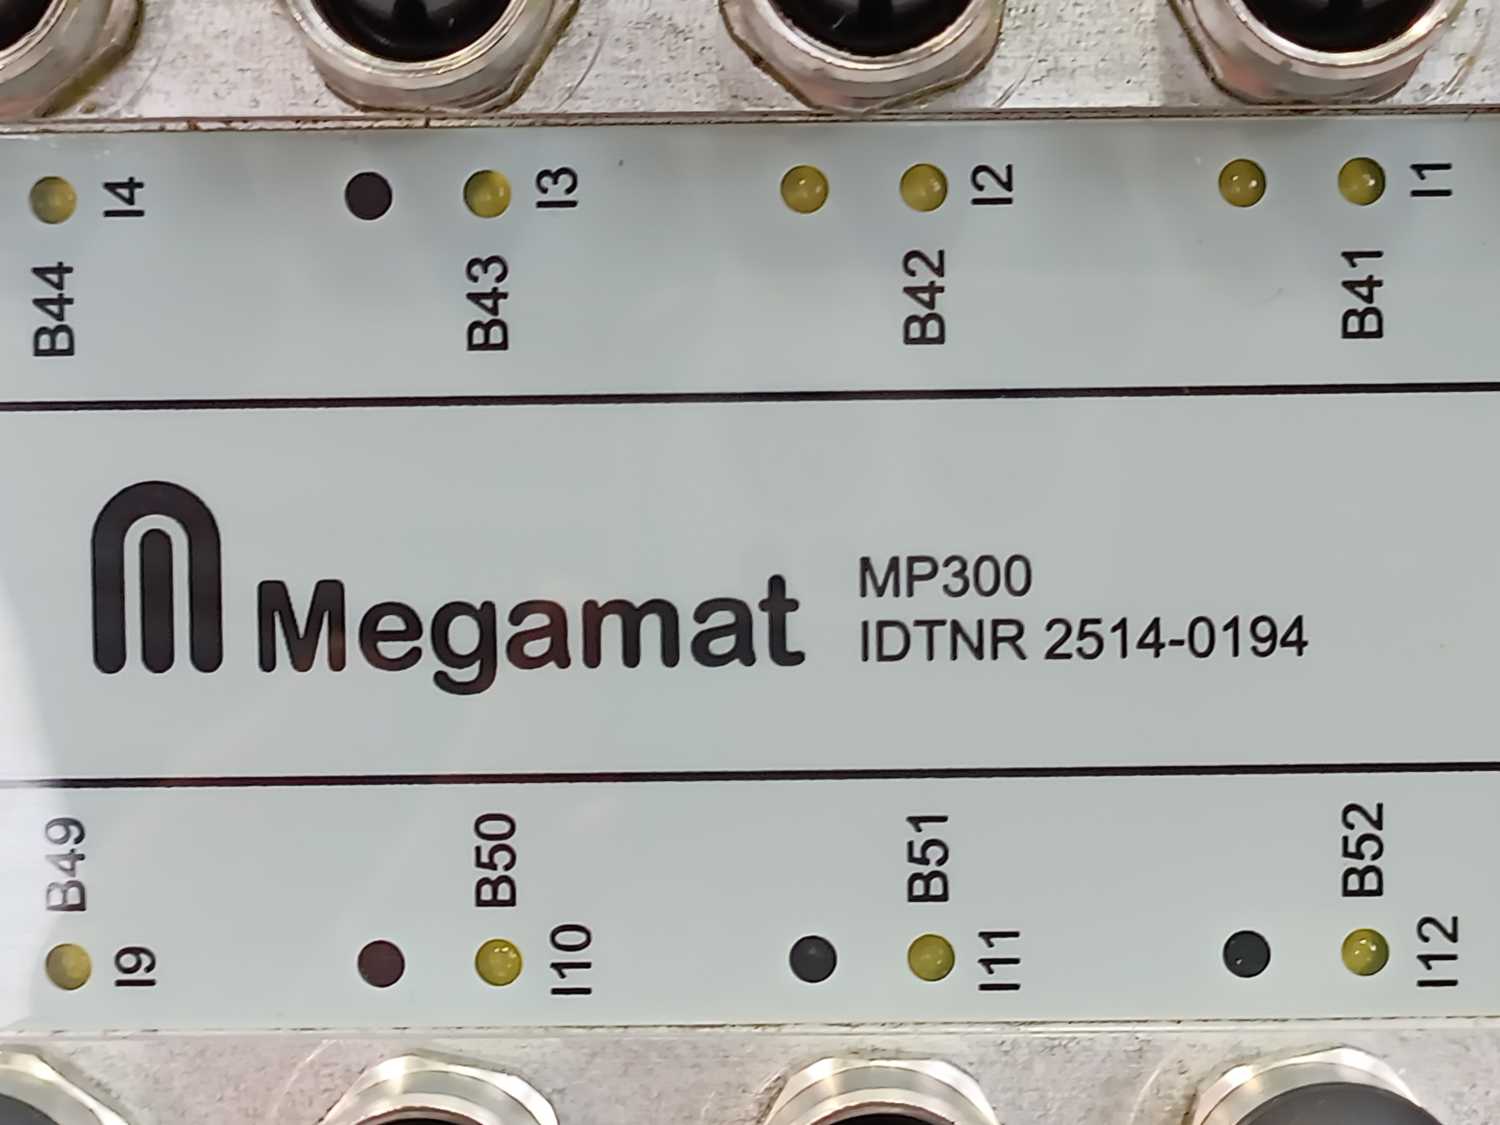 I4 I3 I2 I1
B44 B43 B42 B41
Megamat
MP300
IDTNR 2514-0194
B49 B50 B51 B52
I9 I10 I11 I12